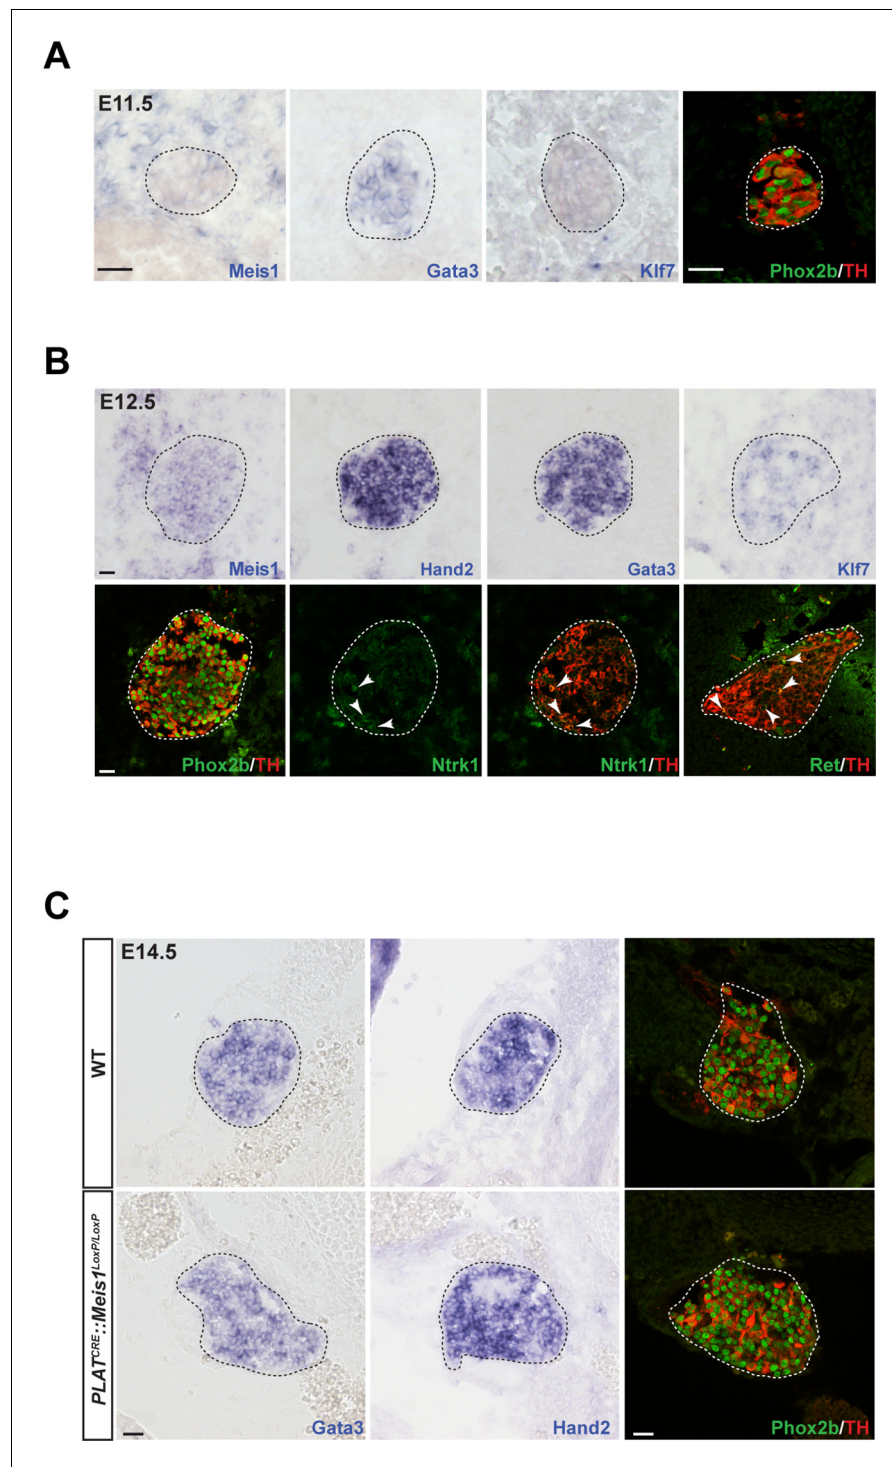 A
E11.5
Meis1
Gata3
Klf7
Phox2b/TH
B
E12.5
Meis1
Hand2
Gata3
Klf7
Phox2b/TH
Ntrk1
Ntrk1/TH
Ret/TH
C
WT
E14.5
PLATCRE::Meis1LoxP/LoxP
Gata3
Hand2
Phox2b/TH